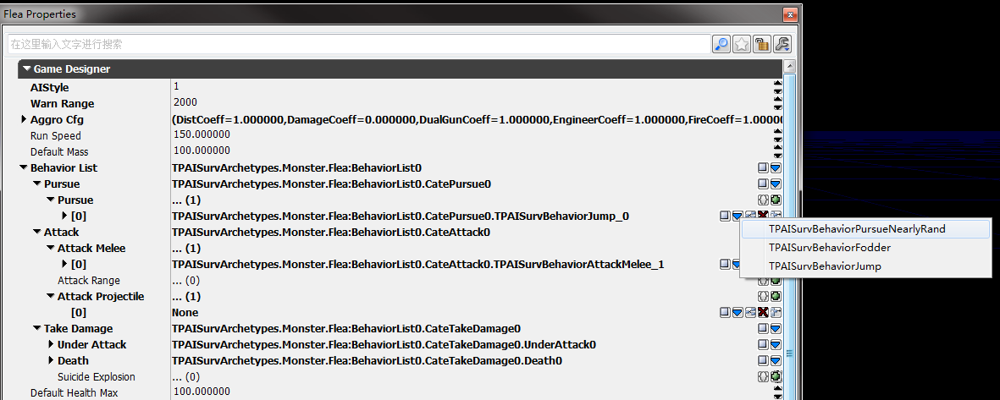 Flea Properties
在这里输入文字进行搜索
Game Designer
AIStyle 1
Warn Range 2000
Aggro Cfg (DistCoeff=1.000000,DamageCoeff=0.000000,DualGunCoeff=1.000000,EngineerCoeff=1.000000,FireCoeff=1.00000
Run Speed 150.000000
Default Mass 100.000000
Behavior List TPAISurvArchetypes.Monster.Flea:BehaviorList0
Pursue TPAISurvArchetypes.Monster.Flea:BehaviorList0.CatePursue0
Pursue ... (1)
[0] TPAISurvArchetypes.Monster.Flea:BehaviorList0.CatePursue0.TPAISurvBehaviorJump_0
TPAISurvBehaviorPursueNearlyRand
TPAISurvBehaviorFodder
TPAISurvBehaviorJump
Attack TPAISurvArchetypes.Monster.Flea:BehaviorList0.CateAttack0
Attack Melee ... (1)
[0] TPAISurvArchetypes.Monster.Flea:BehaviorList0.CateAttack0.TPAISurvBehaviorAttackMelee_1
Attack Range ... (0)
Attack Projectile ... (1)
[0] None
Take Damage TPAISurvArchetypes.Monster.Flea:BehaviorList0.CateTakeDamage0
Under Attack TPAISurvArchetypes.Monster.Flea:BehaviorList0.CateTakeDamage0.UnderAttack0
Death TPAISurvArchetypes.Monster.Flea:BehaviorList0.CateTakeDamage0.Death0
Suicide Explosion ... (0)
Default Health Max 100.000000